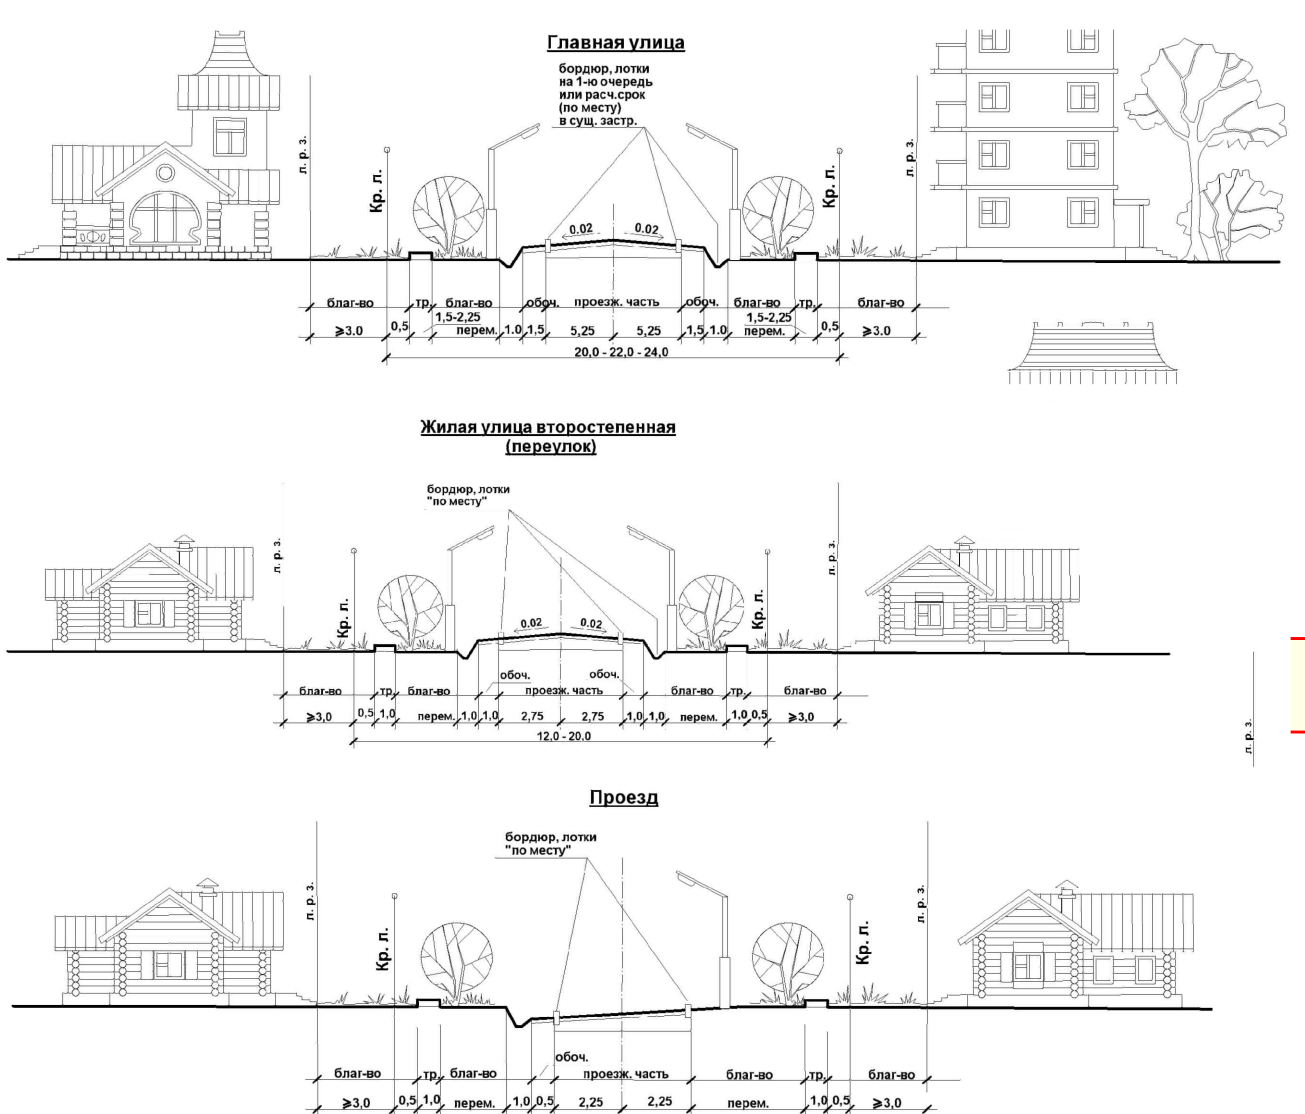 Главная улица
бордюр, лотки
на 1-ю очередь
или расч.срок
(по месту)
в сущ. застр.
л. р. з.
Кр. л.
Кр. л.
л. р. з.
0.02 0.02
благ-во тр. благ-во обоч. проезж. часть обоч. благ-во тр. благ-во
1,5-2,25 1,5-2,25
⩾3.0 0,5 перем. 1.0 1,5 5,25 5,25 1,5 1.0 перем. 0,5 ⩾3.0
20,0 - 22,0 - 24,0
Жилая улица второстепенная
(переулок)
бордюр, лотки
"по месту"
л. р. з.
Кр. л.
Кр. л.
л. р. з.
0.02 0.02
обоч. обоч.
благ-во тр. благ-во проезж. часть благ-во тр. благ-во
⩾3,0 0,5 1,0 перем. 1,0 1,0 2,75 2,75 1,0 1,0 перем. 1,0 0,5 ⩾3,0
12,0 - 20,0
л. р. з.
Проезд
бордюр, лотки
"по месту"
л. р. з.
Кр. л.
Кр. л.
л. р. з.
обоч.
благ-во тр. благ-во проезж. часть благ-во тр. благ-во
⩾3,0 0,5 1,0 перем. 1,0 0,5 2,25 2,25 перем. 1,0 0,5 ⩾3,0